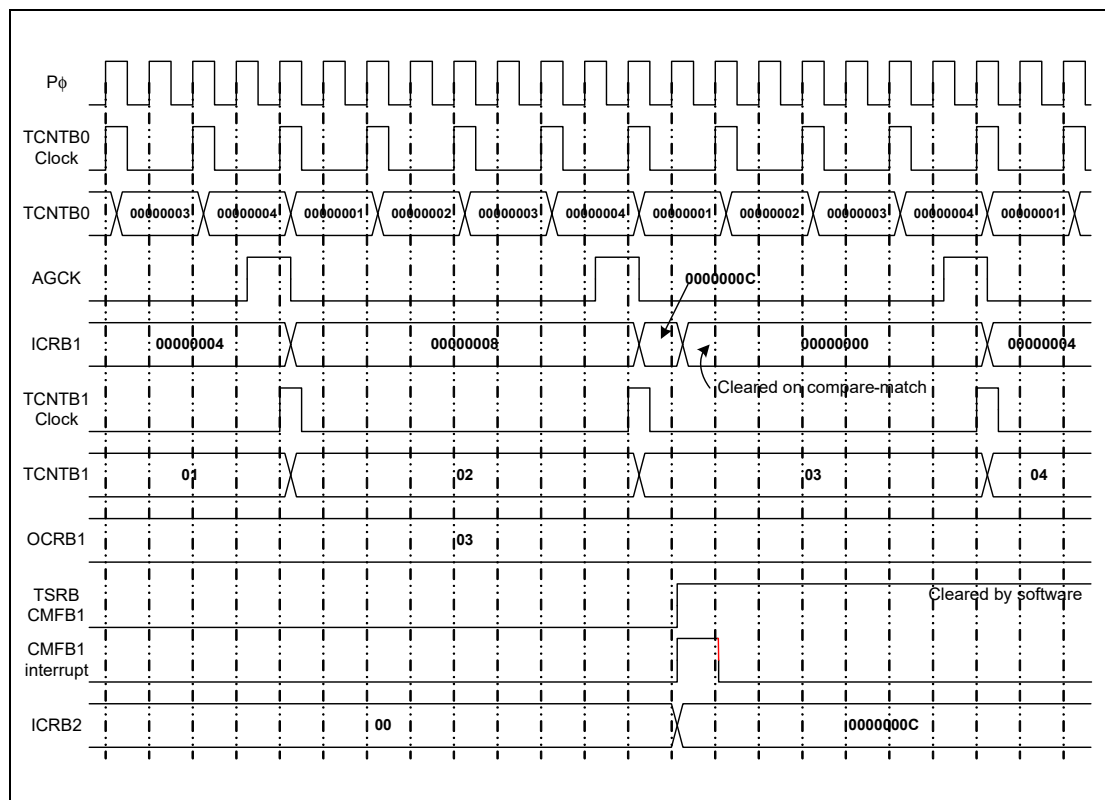 Pϕ
TCNTB0
Clock
TCNTB0 00000003 00000004 00000001 00000002 00000003 00000004 00000001 00000002 00000003 00000004 00000001
AGCK
0000000C
ICRB1 00000004 00000008 00000000 00000004
Cleared on compare-match
TCNTB1
Clock
TCNTB1 01 02 03 04
OCRB1 03
TSRB
CMFB1
Cleared by software
CMFB1
interrupt
ICRB2 00 0000000C